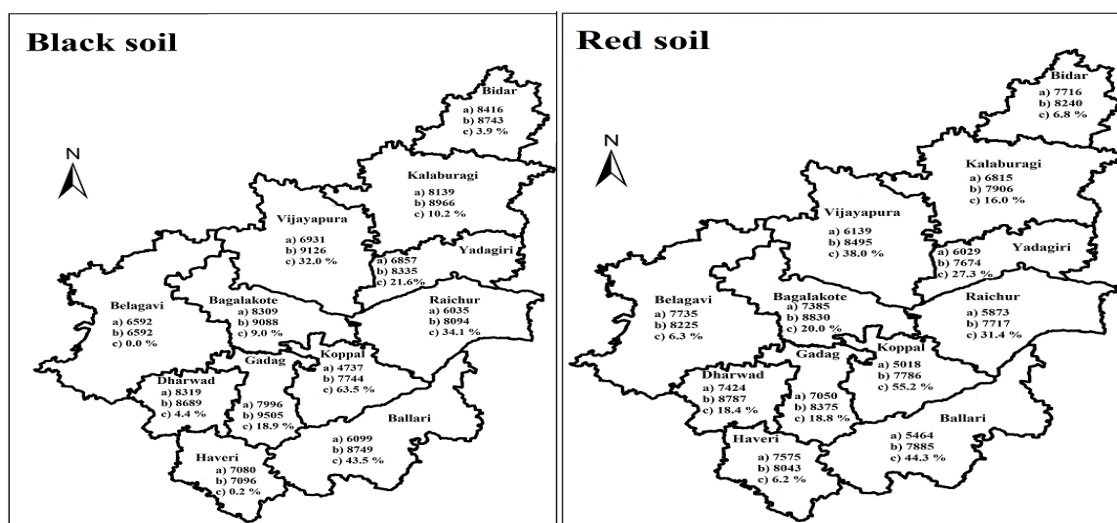 Black soil
N
Bidar
a) 8416
b) 8743
c) 3.9 %
Kalaburagi
a) 8139
b) 8966
c) 10.2 %
Vijayapura
a) 6931
b) 9126
c) 32.0 %
Yadagiri
a) 6857
b) 8335
c) 21.6%
Belagavi
a) 6592
b) 6592
c) 0.0 %
Bagalakote
a) 8309
b) 9088
c) 9.0 %
Raichur
a) 6035
b) 8094
c) 34.1 %
Koppal
a) 4737
b) 7744
c) 63.5 %
Gadag
a) 7996
b) 9505
c) 18.9 %
Dharwad
a) 8319
b) 8689
c) 4.4 %
Ballari
a) 6099
b) 8749
c) 43.5 %
Haveri
a) 7080
b) 7096
c) 0.2 %
Red soil
N
Bidar
a) 7716
b) 8240
c) 6.8 %
Kalaburagi
a) 6815
b) 7906
c) 16.0 %
Vijayapura
a) 6139
b) 8495
c) 38.0 %
Yadagiri
a) 6029
b) 7674
c) 27.3 %
Belagavi
a) 7735
b) 8225
c) 6.3 %
Bagalakote
a) 7385
b) 8830
c) 20.0 %
Raichur
a) 5873
b) 7717
c) 31.4 %
Koppal
a) 5018
b) 7786
c) 55.2 %
Gadag
a) 7050
b) 8375
c) 18.8 %
Dharwad
a) 7424
b) 8787
c) 18.4 %
Ballari
a) 5464
b) 7885
c) 44.3 %
Haveri
a) 7575
b) 8043
c) 6.2 %